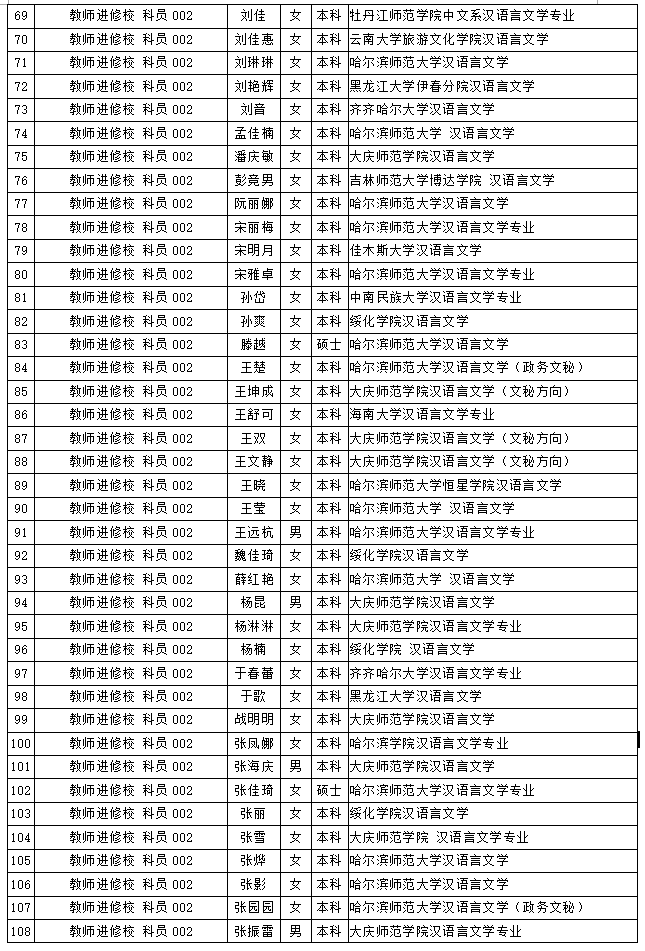 69 教师进修校 科员 002 刘佳 女 本科 牡丹江师范学院中文系汉语言文学专业
70 教师进修校 科员 002 刘佳惠 女 本科 云南大学旅游文化学院汉语言文学
71 教师进修校 科员 002 刘琳琳 女 本科 哈尔滨师范大学汉语言文学
72 教师进修校 科员 002 刘艳辉 女 本科 黑龙江大学伊春分院汉语言文学
73 教师进修校 科员 002 刘音 女 本科 齐齐哈尔大学汉语言文学
74 教师进修校 科员 002 孟佳楠 女 本科 哈尔滨师范大学 汉语言文学
75 教师进修校 科员 002 潘庆敏 女 本科 大庆师范学院汉语言文学
76 教师进修校 科员 002 彭竞男 女 本科 吉林师范大学博达学院 汉语言文学
77 教师进修校 科员 002 阮丽娜 女 本科 哈尔滨师范大学汉语言文学
78 教师进修校 科员 002 宋丽梅 女 本科 哈尔滨师范大学汉语言文学专业
79 教师进修校 科员 002 宋明月 女 本科 佳木斯大学汉语言文学
80 教师进修校 科员 002 宋雅卓 女 本科 哈尔滨师范大学汉语言文学专业
81 教师进修校 科员 002 孙岱 女 本科 中南民族大学汉语言文学专业
82 教师进修校 科员 002 孙爽 女 本科 绥化学院汉语言文学
83 教师进修校 科员 002 滕越 女 硕士 哈尔滨师范大学汉语言文学
84 教师进修校 科员 002 王楚 女 本科 哈尔滨师范大学汉语言文学（政务文秘）
85 教师进修校 科员 002 王坤成 女 本科 大庆师范学院汉语言文学（文秘方向）
86 教师进修校 科员 002 王舒可 女 本科 海南大学汉语言文学专业
87 教师进修校 科员 002 王双 女 本科 大庆师范学院汉语言文学（文秘方向）
88 教师进修校 科员 002 王文静 女 本科 大庆师范学院汉语言文学（文秘方向）
89 教师进修校 科员 002 王晓 女 本科 哈尔滨师范大学恒星学院汉语言文学
90 教师进修校 科员 002 王莹 女 本科 哈尔滨师范大学 汉语言文学
91 教师进修校 科员 002 王远杭 男 本科 哈尔滨师范大学汉语言文学专业
92 教师进修校 科员 002 魏佳琦 女 本科 绥化学院汉语言文学
93 教师进修校 科员 002 薛红艳 女 本科 哈尔滨师范大学 汉语言文学
94 教师进修校 科员 002 杨昆 男 本科 大庆师范学院汉语言文学
95 教师进修校 科员 002 杨淋淋 女 本科 大庆师范学院汉语言文学专业
96 教师进修校 科员 002 杨楠 女 本科 绥化学院 汉语言文学
97 教师进修校 科员 002 于春蕾 女 本科 齐齐哈尔大学汉语言文学专业
98 教师进修校 科员 002 于歌 女 本科 黑龙江大学汉语言文学
99 教师进修校 科员 002 战明明 女 本科 大庆师范学院汉语言文学
100 教师进修校 科员 002 张凤娜 女 本科 哈尔滨学院汉语言文学专业
101 教师进修校 科员 002 张海庆 男 本科 大庆师范学院汉语言文学
102 教师进修校 科员 002 张佳琦 女 硕士 哈尔滨师范大学汉语言文学专业
103 教师进修校 科员 002 张丽 女 本科 绥化学院汉语言文学
104 教师进修校 科员 002 张雪 女 本科 大庆师范学院 汉语言文学专业
105 教师进修校 科员 002 张烨 女 本科 哈尔滨师范大学汉语言文学
106 教师进修校 科员 002 张影 女 本科 哈尔滨师范大学汉语言文学
107 教师进修校 科员 002 张园园 女 本科 哈尔滨师范大学汉语言文学（政务文秘）
108 教师进修校 科员 002 张振雷 男 本科 大庆师范学院汉语言文学专业